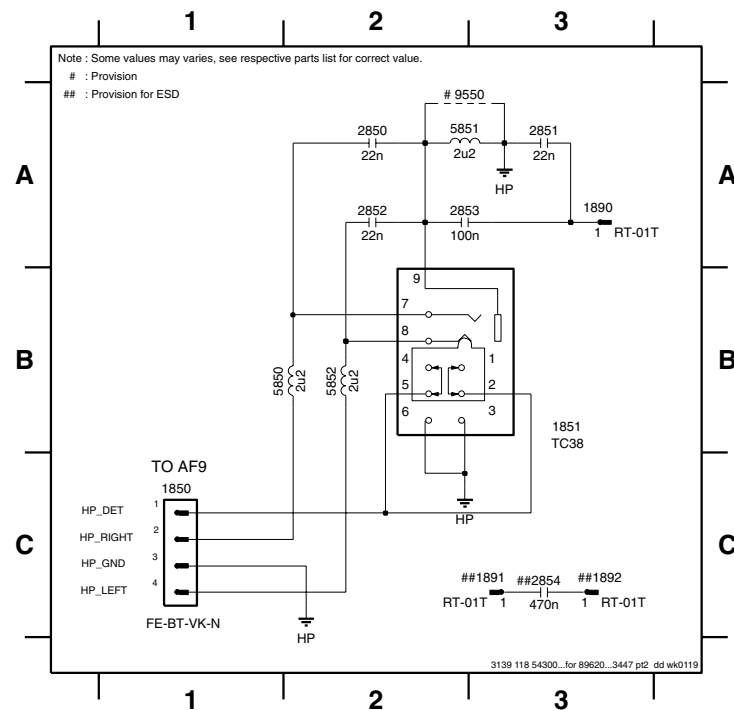 1 2 3
Note : Some values may varies, see respective parts list for correct value.
# : Provision
## : Provision for ESD
# 9550
2850 5851 2851
22n 2u2 22n
A A
HP
2852 2853 1890
22n 100n 1 RT-01T
9
7
8
B 4 1 B
5850 2u2 5852 2u2
5 2
6 3
1851
TC38
TO AF9
1850
HP_DET 1
HP
HP_RIGHT 2
C C
HP_GND 3
##1891 ##2854 ##1892
HP_LEFT 4
RT-01T 1 470n 1 RT-01T
FE-BT-VK-N
HP
3139 118 54300...for 89620...3447 pt2 dd wk0119
1 2 3